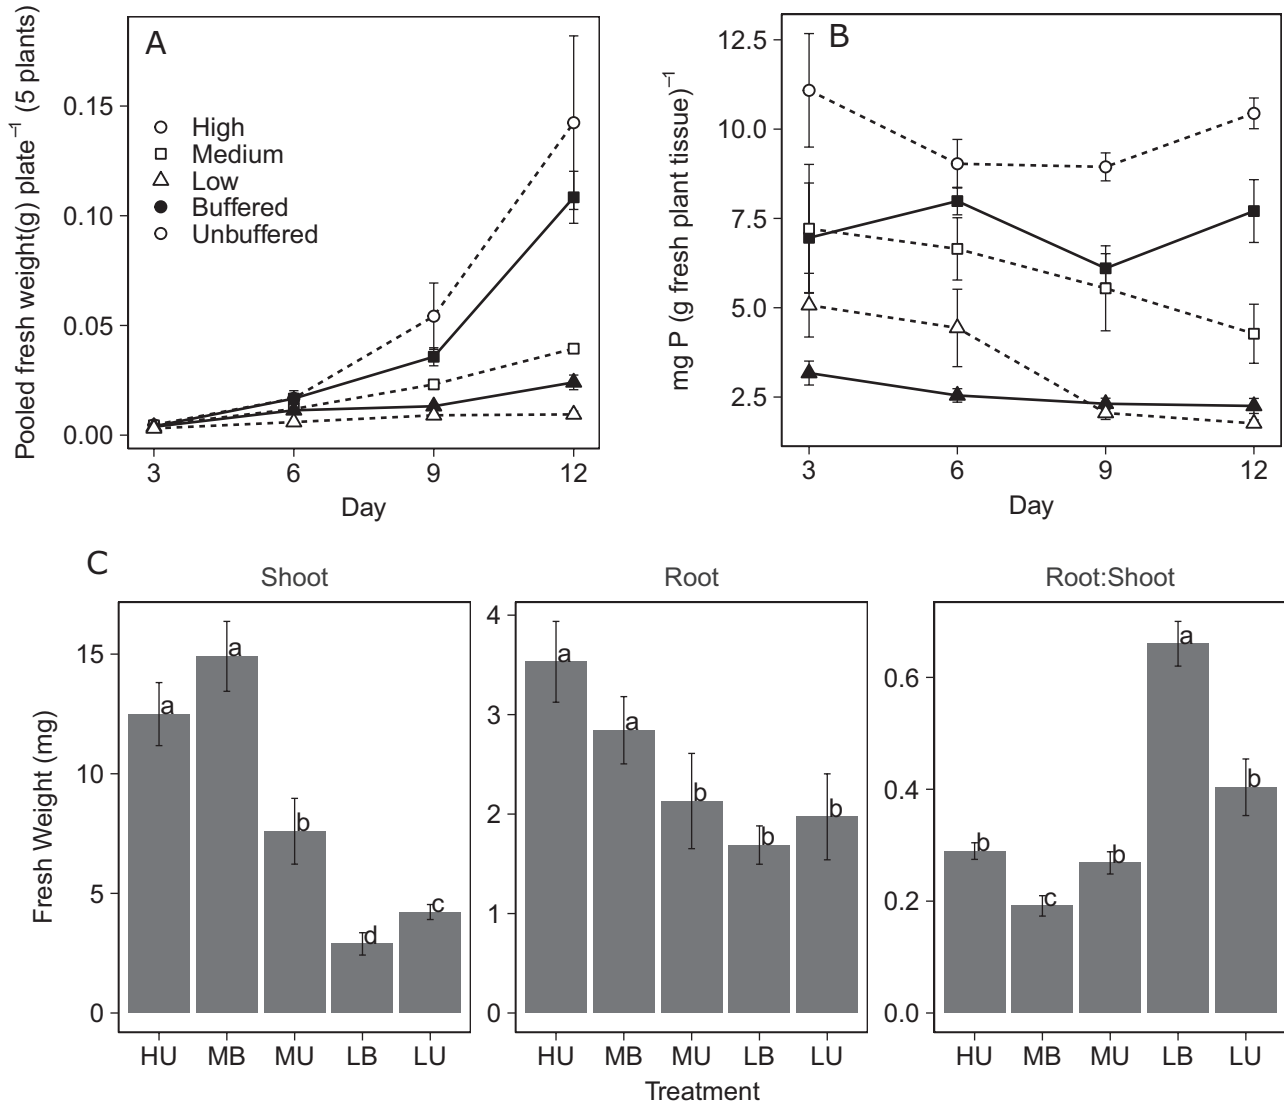 A
Pooled fresh weight(g) plate⁻¹ (5 plants)
0.15
0.10
0.05
0.00
High
Medium
Low
Buffered
Unbuffered
3 6 9 12
Day
B
mg P (g fresh plant tissue)⁻¹
12.5
10.0
7.5
5.0
2.5
3 6 9 12
Day
C
Shoot
Fresh Weight (mg)
15
10
5
0
a a b d c
HU MB MU LB LU
Root
4
3
2
1
0
a a b b b
HU MB MU LB LU
Treatment
Root:Shoot
0.6
0.4
0.2
0.0
b c b a b
HU MB MU LB LU